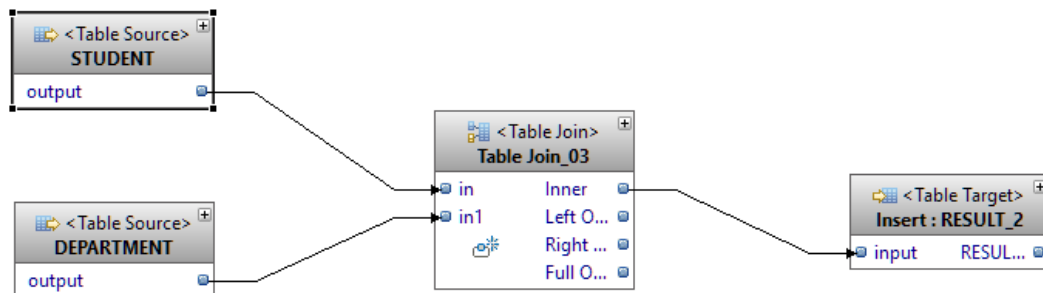 <Table Source>
STUDENT
output
<Table Source>
DEPARTMENT
output
<Table Join>
Table Join_03
in Inner
in1 Left O...
Right ...
Full O...
<Table Target>
Insert : RESULT_2
input RESUL...